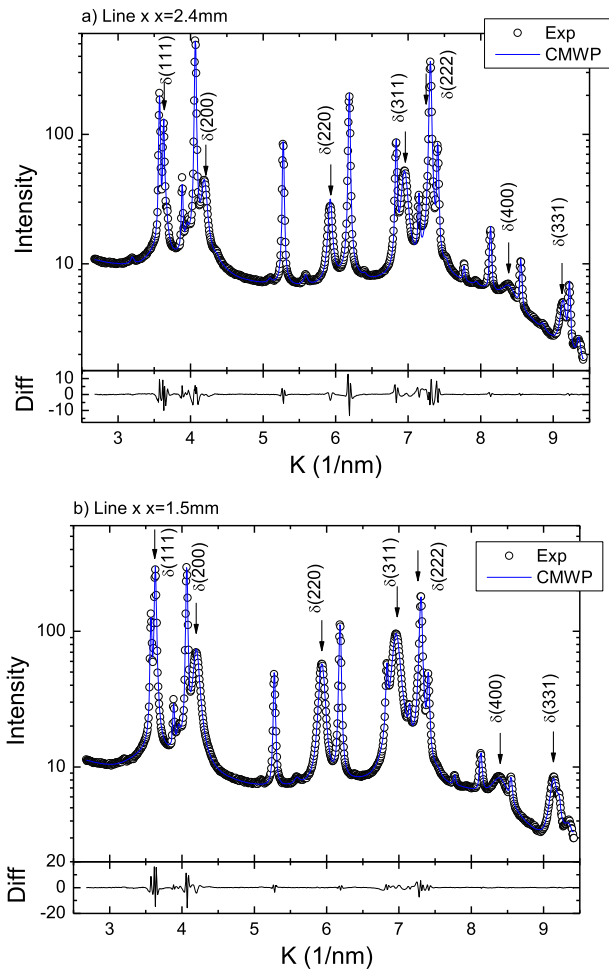 a) Line x x=2.4mm
Exp
CMWP
δ(111)
δ(200)
δ(220)
δ(311)
δ(222)
δ(400)
δ(331)
Intensity
100
10
Diff
10
0
-10
3 4 5 6 7 8 9
K (1/nm)
b) Line x x=1.5mm
Exp
CMWP
δ(111)
δ(200)
δ(220)
δ(311)
δ(222)
δ(400)
δ(331)
Intensity
100
10
Diff
20
0
-20
3 4 5 6 7 8 9
K (1/nm)